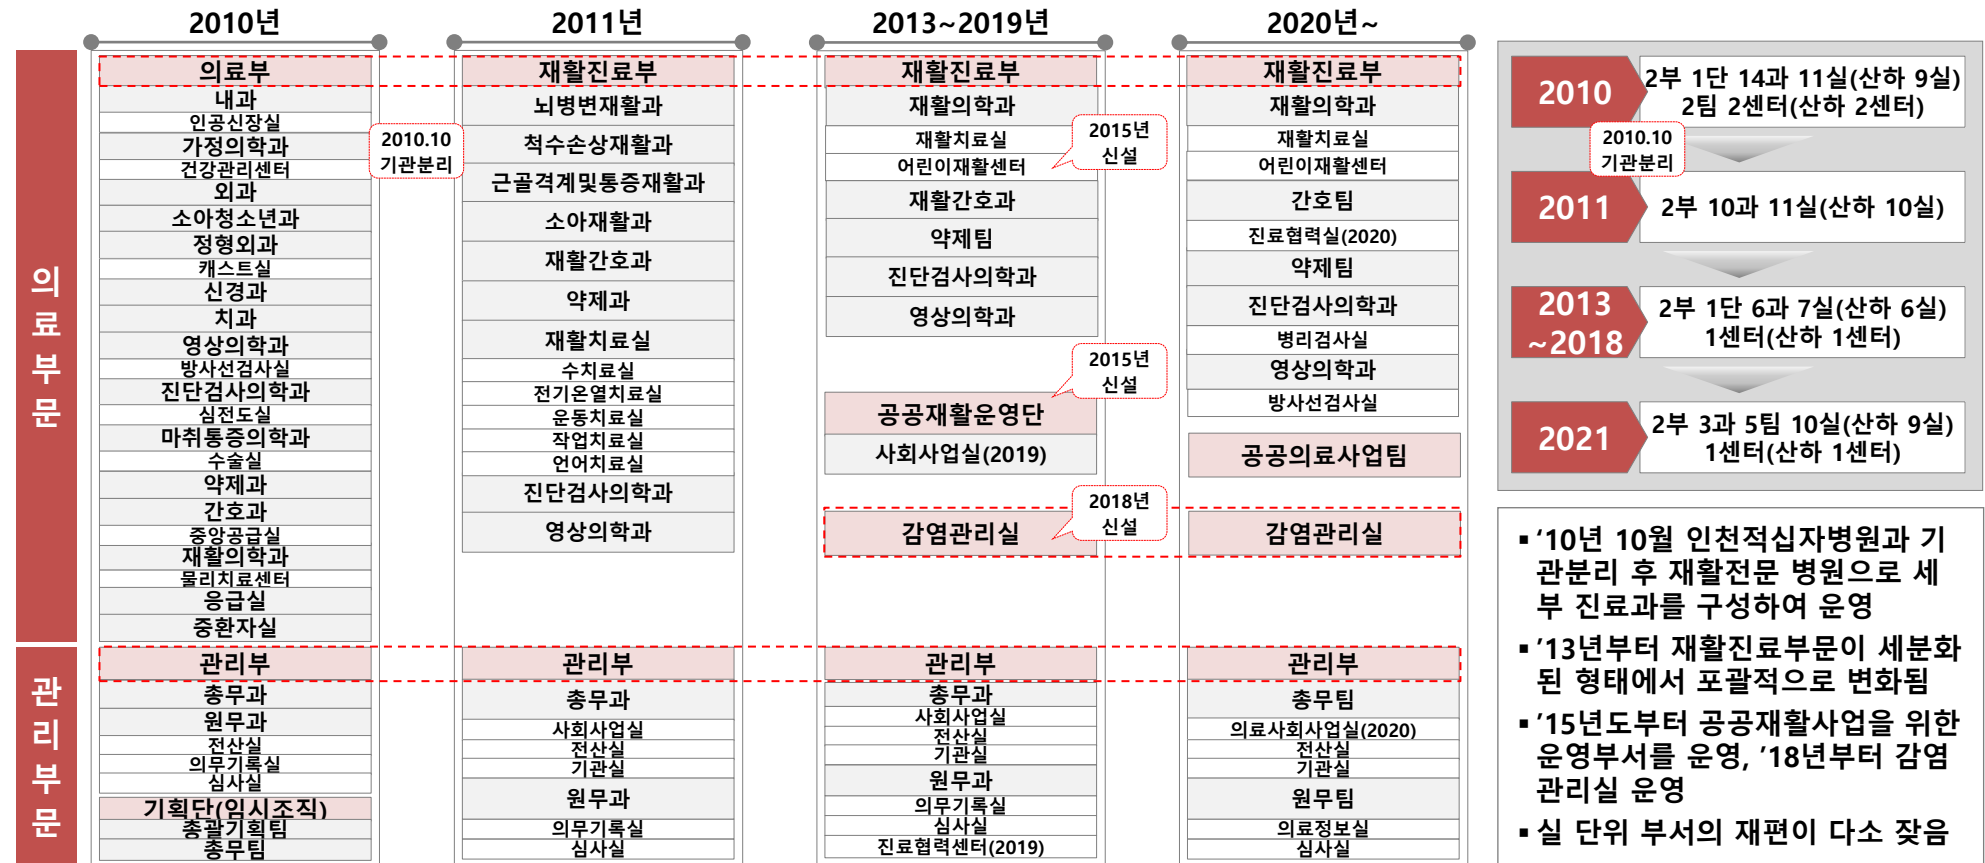 2010년
2011년
2013~2019년
2020년~
의료부문
의료부
내과
인공신장실
가정의학과
건강관리센터
외과
소아청소년과
정형외과
캐스트실
신경과
치과
영상의학과
방사선검사실
진단검사의학과
심전도실
마취통증의학과
수술실
약제과
간호과
중앙공급실
재활의학과
물리치료센터
응급실
중환자실
2010.10
기관분리
재활진료부
뇌병변재활과
척수손상재활과
근골격계및통증재활과
소아재활과
재활간호과
약제과
재활치료실
수치료실
전기온열치료실
운동치료실
작업치료실
언어치료실
진단검사의학과
영상의학과
재활진료부
재활의학과
재활치료실
어린이재활센터
2015년
신설
재활간호과
약제팀
진단검사의학과
영상의학과
2015년
신설
공공재활운영단
사회사업실(2019)
2018년
신설
감염관리실
재활진료부
재활의학과
재활치료실
어린이재활센터
간호팀
진료협력실(2020)
약제팀
진단검사의학과
병리검사실
영상의학과
방사선검사실
공공의료사업팀
감염관리실
관리부문
관리부
총무과
원무과
전산실
의무기록실
심사실
기획단(임시조직)
총괄기획팀
총무팀
관리부
총무과
사회사업실
전산실
기관실
원무과
의무기록실
심사실
관리부
총무과
사회사업실
전산실
기관실
원무과
의무기록실
심사실
진료협력센터(2019)
관리부
총무팀
의료사회사업실(2020)
전산실
기관실
원무팀
의료정보실
심사실
2010
2부 1단 14과 11실(산하 9실)
2팀 2센터(산하 2센터)
2010.10
기관분리
2011
2부 10과 11실(산하 10실)
2013
~2018
2부 1단 6과 7실(산하 6실)
1센터(산하 1센터)
2021
2부 3과 5팀 10실(산하 9실)
1센터(산하 1센터)
▪ ‘10년 10월 인천적십자병원과 기
관분리 후 재활전문 병원으로 세
부 진료과를 구성하여 운영
▪ ’13년부터 재활진료부문이 세분화
된 형태에서 포괄적으로 변화됨
▪ ’15년도부터 공공재활사업을 위한
운영부서를 운영, ’18년부터 감염
관리실 운영
▪ 실 단위 부서의 재편이 다소 잦음